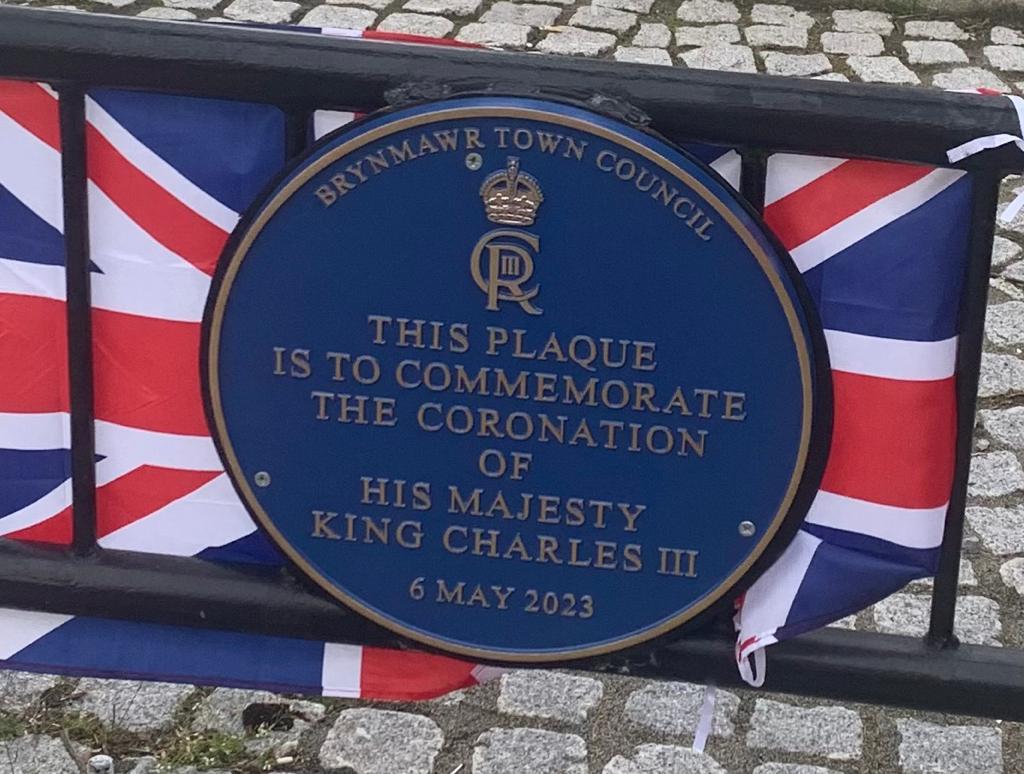 BRYNMAWR TOWN COUNCIL
CRIII
THIS PLAQUE
IS TO COMMEMORATE
THE CORONATION
OF
HIS MAJESTY
KING CHARLES III
6 MAY 2023